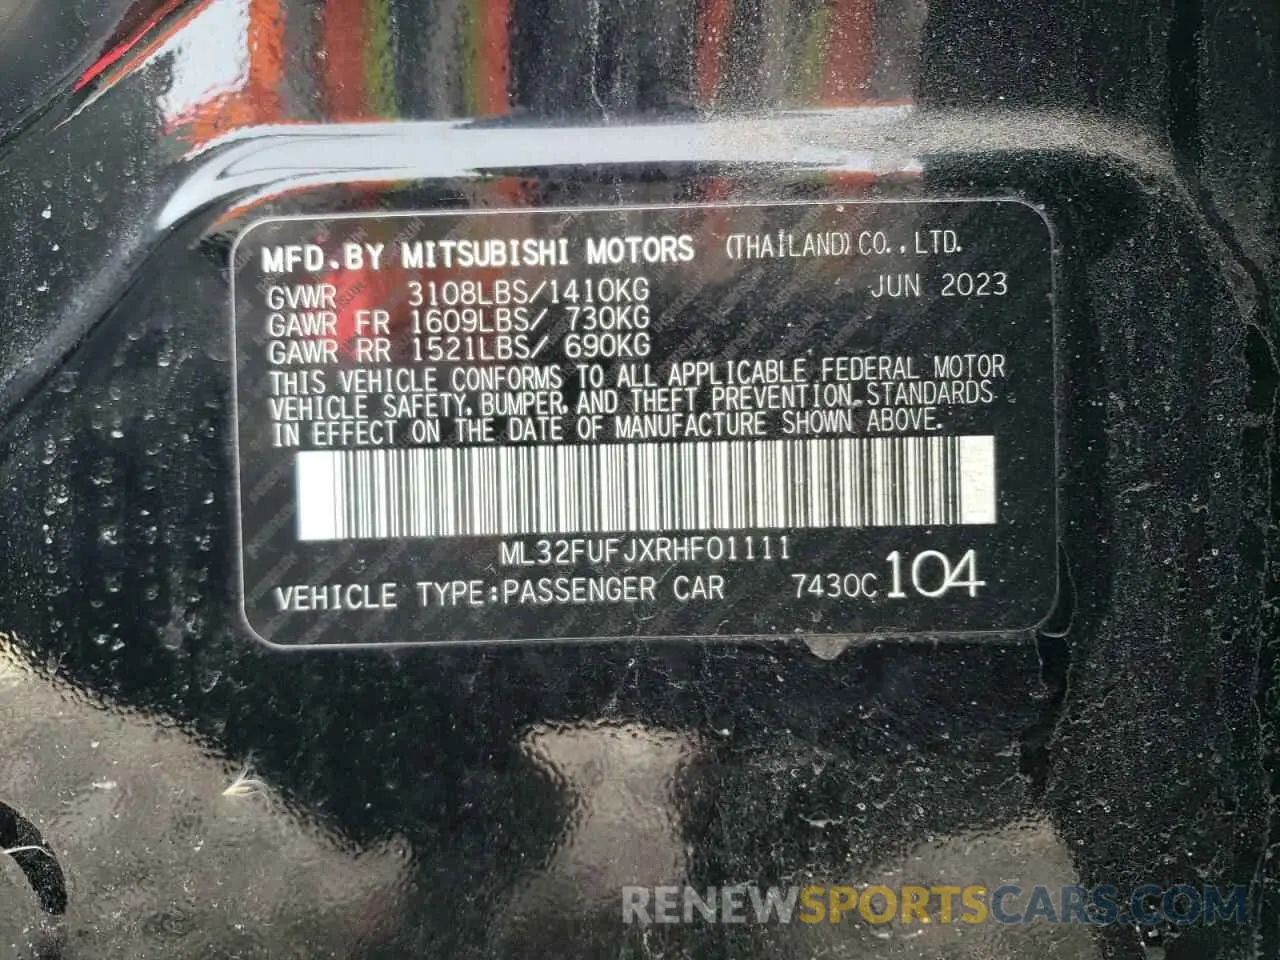 MFD.BY MITSUBISHI MOTORS (THAILAND)CO.,LTD.
GVWR 3108LBS/1410KG JUN 2023
GAWR FR 1609LBS/ 730KG
GAWR RR 1521LBS/ 690KG
THIS VEHICLE CONFORMS TO ALL APPLICABLE FEDERAL MOTOR
VEHICLE SAFETY, BUMPER, AND THEFT PREVENTION STANDARDS
IN EFFECT ON THE DATE OF MANUFACTURE SHOWN ABOVE.
ML32FUFJXRHF01111
VEHICLE TYPE:PASSENGER CAR 7430C 104
RENEWSPORTSCARS.COM